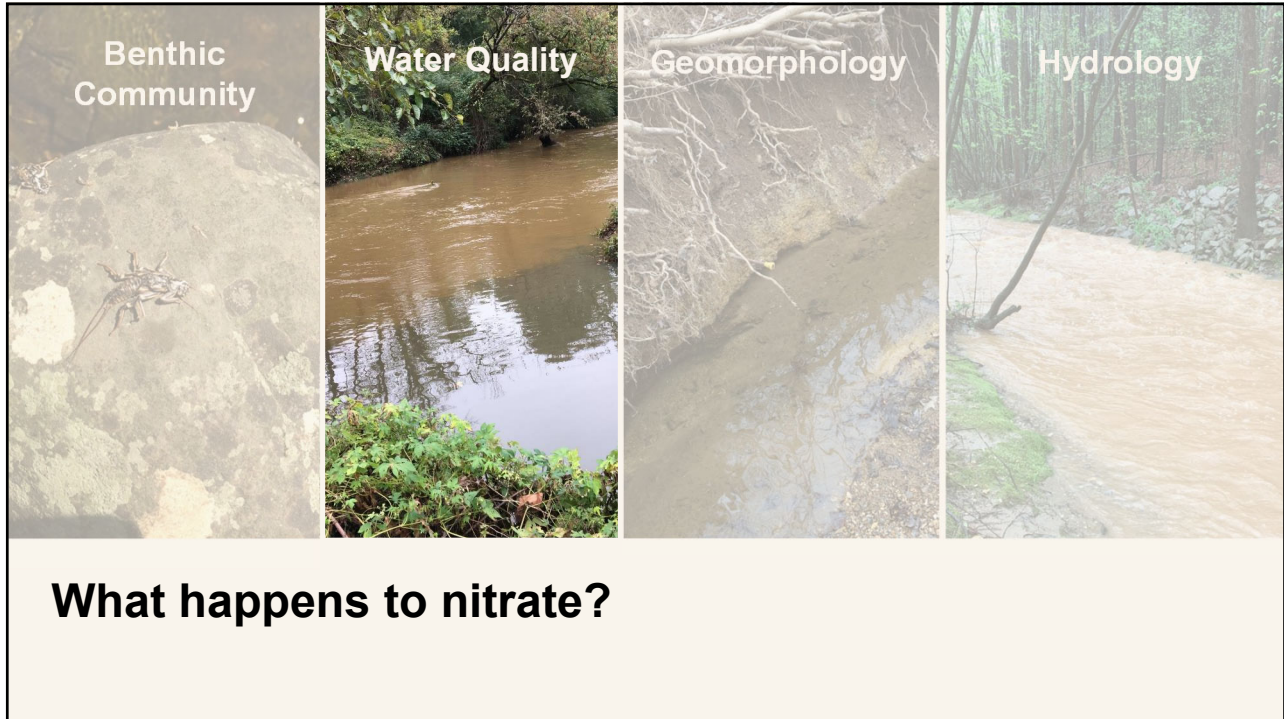 Benthic
Community
Water Quality
Geomorphology
Hydrology
What happens to nitrate?